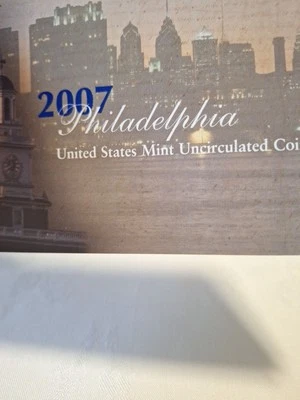 2007
Philadelphia
United States Mint Uncirculated Coi